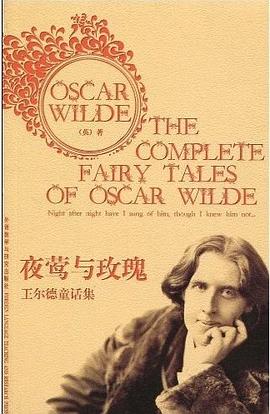 OSCAR
WILDE
(英)著
THE
COMPLETE
FAIRY TALES
OF OSCAR WILDE
Night after night have I sung of him, though I knew him not...
夜莺与玫瑰
王尔德童话集
外语教学与研究出版社
FOREIGN LANGUAGE TEACHING AND RESEARCH PRESS